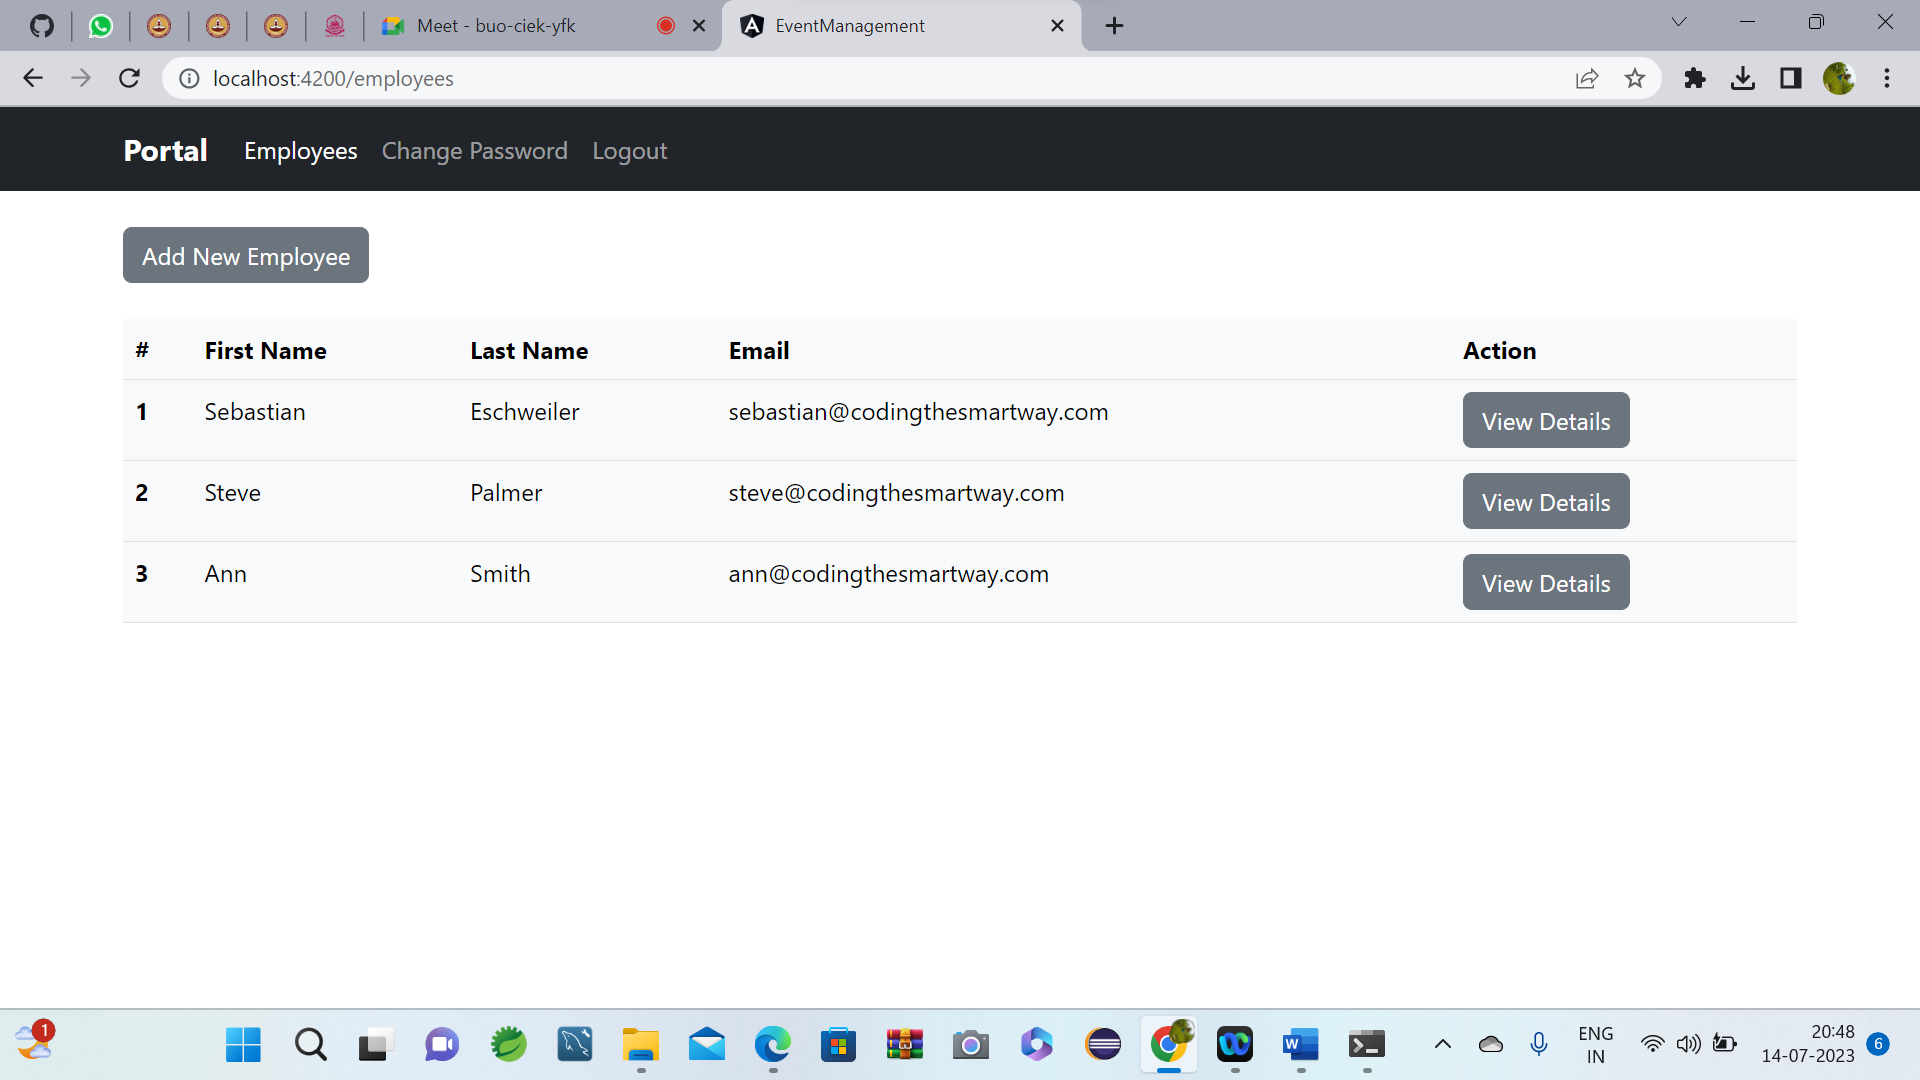 Meet - buo-ciek-yfk
EventManagement
localhost:4200/employees
Portal Employees Change Password Logout
Add New Employee
# First Name Last Name Email Action
1 Sebastian Eschweiler sebastian@codingthesmartway.com View Details
2 Steve Palmer steve@codingthesmartway.com View Details
3 Ann Smith ann@codingthesmartway.com View Details
1
W
ENG
IN
20:48
14-07-2023
6